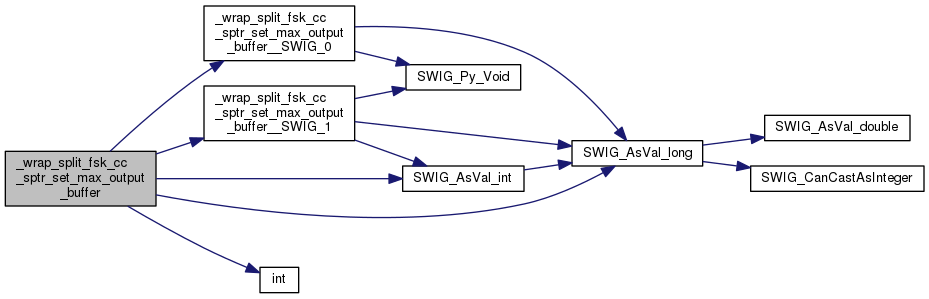 _wrap_split_fsk_cc
_sptr_set_max_output
_buffer__SWIG_0
SWIG_Py_Void
_wrap_split_fsk_cc
_sptr_set_max_output
_buffer__SWIG_1
SWIG_AsVal_double
SWIG_AsVal_long
_wrap_split_fsk_cc
_sptr_set_max_output
_buffer
SWIG_AsVal_int
SWIG_CanCastAsInteger
int